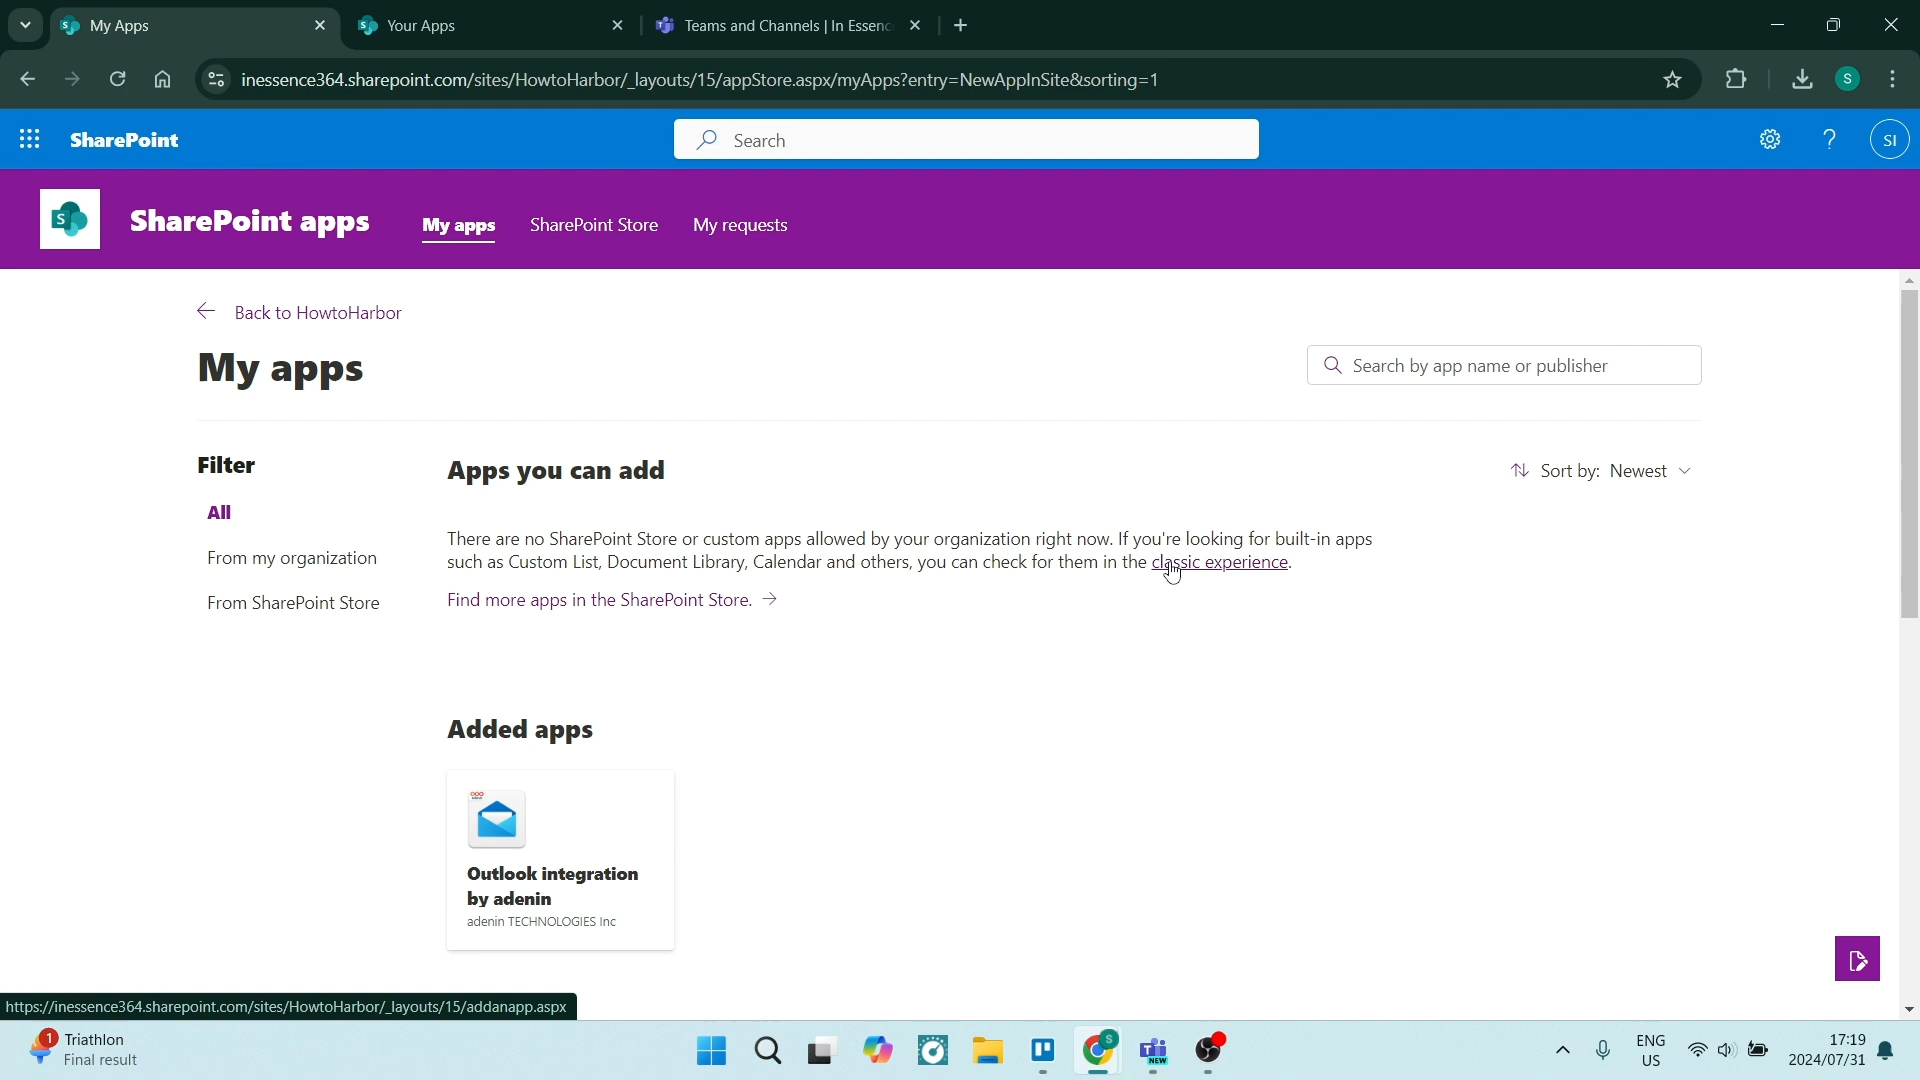 My Apps
Your Apps
Teams and Channels | In Essenc
inessence364.sharepoint.com/sites/HowtoHarbor/_layouts/15/appStore.aspx/myApps?entry=NewAppInSite&sorting=1
S
SharePoint
Search
?
SI
S
SharePoint apps
My apps
SharePoint Store
My requests
Back to HowtoHarbor
My apps
Search by app name or publisher
Filter
All
From my organization
From SharePoint Store
Apps you can add
Sort by: Newest
There are no SharePoint Store or custom apps allowed by your organization right now. If you're looking for built-in apps
such as Custom List, Document Library, Calendar and others, you can check for them in the classic experience.
Find more apps in the SharePoint Store.
Added apps
Outlook integration
by adenin
adenin TECHNOLOGIES Inc
https://inessence364.sharepoint.com/sites/HowtoHarbor/_layouts/15/addanapp.aspx
1
Triathlon
Final result
S
NEW
ENG
US
17:19
2024/07/31